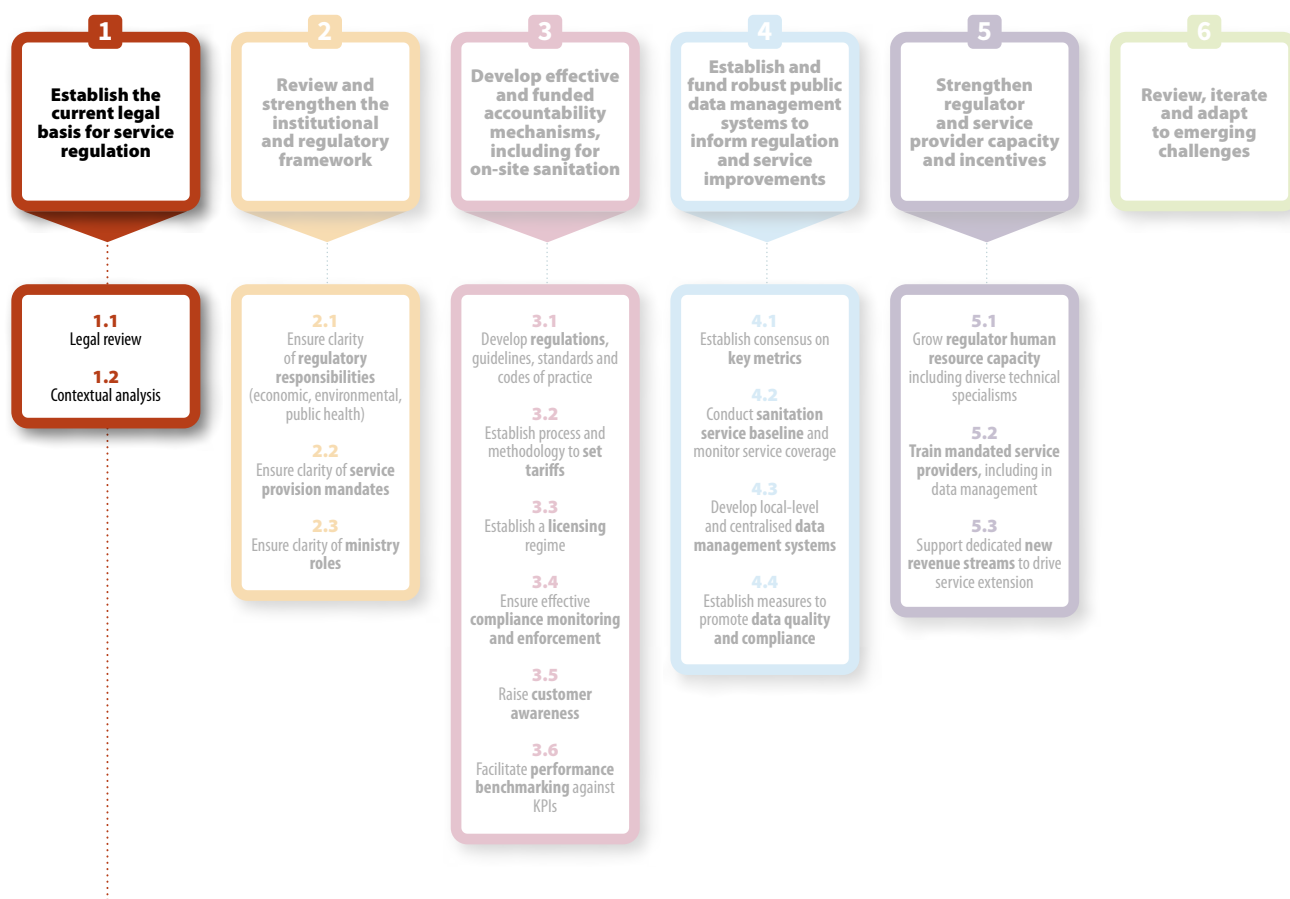 1
Establish the
current legal
basis for service
regulation
2
Review and
strengthen the
institutional
and regulatory
framework
3
Develop effective
and funded
accountability
mechanisms,
including for
on-site sanitation
4
Establish and
fund robust public
data management
systems to
inform regulation
and service
improvements
5
Strengthen
regulator
and service
provider capacity
and incentives
6
Review, iterate
and adapt
to emerging
challenges
1.1
Legal review
1.2
Contextual analysis
2.1
Ensure clarity
of regulatory
responsibilities
(economic, environmental,
public health)
2.2
Ensure clarity of service
provision mandates
2.3
Ensure clarity of ministry
roles
3.1
Develop regulations,
guidelines, standards and
codes of practice
3.2
Establish process and
methodology to set
tariffs
3.3
Establish a licensing
regime
3.4
Ensure effective
compliance monitoring
and enforcement
3.5
Raise customer
awareness
3.6
Facilitate performance
benchmarking against
KPIs
4.1
Establish consensus on
key metrics
4.2
Conduct sanitation
service baseline and
monitor service coverage
4.3
Develop local-level
and centralised data
management systems
4.4
Establish measures to
promote data quality
and compliance
5.1
Grow regulator human
resource capacity
including diverse technical
specialisms
5.2
Train mandated service
providers, including in
data management
5.3
Support dedicated new
revenue streams to drive
service extension